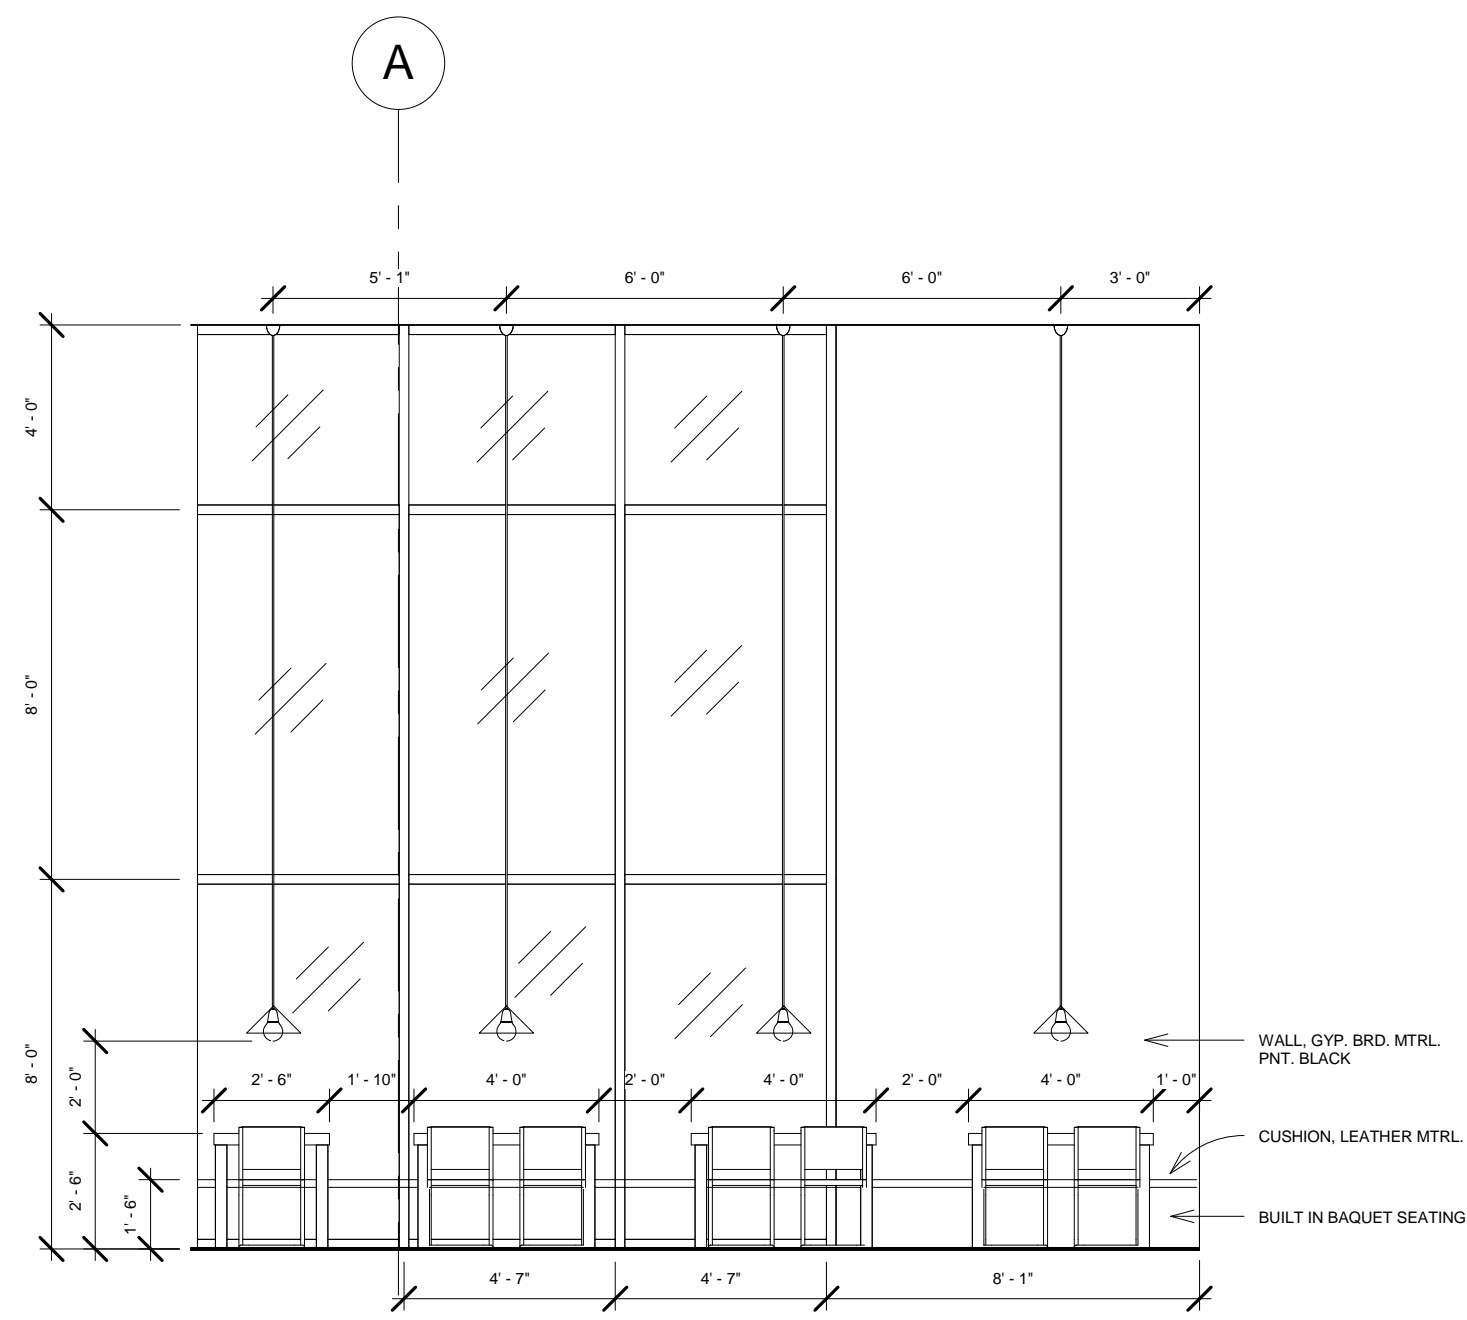 A
5' - 1"
6' - 0"
6' - 0"
3' - 0"
4' - 0"
8' - 0"
8' - 0"
2' - 0"
2' - 6"
1' - 6"
2' - 6"
1' - 10"
4' - 0"
2' - 0"
4' - 0"
2' - 0"
4' - 0"
1' - 0"
WALL, GYP. BRD. MTRL.
PNT. BLACK
CUSHION, LEATHER MTRL.
BUILT IN BAQUET SEATING
4' - 7"
4' - 7"
8' - 1"